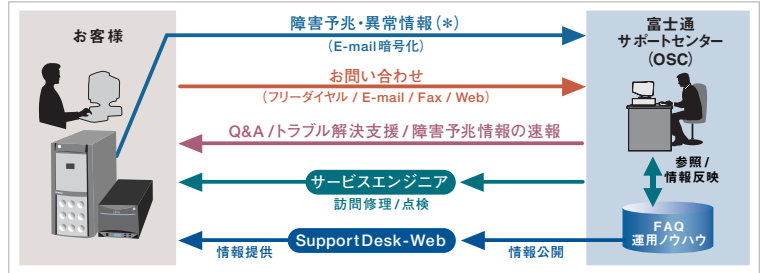 お客様
障害予兆・異常情報（＊）
（E-mail暗号化）
お問い合わせ
（フリーダイヤル / E-mail / Fax / Web）
Q&A /トラブル解決支援 / 障害予兆情報の速報
サービスエンジニア
訪問修理/点検
情報提供
SupportDesk-Web
情報公開
富士通
サポートセンター
（OSC）
参照/
情報反映
FAQ
運用ノウハウ